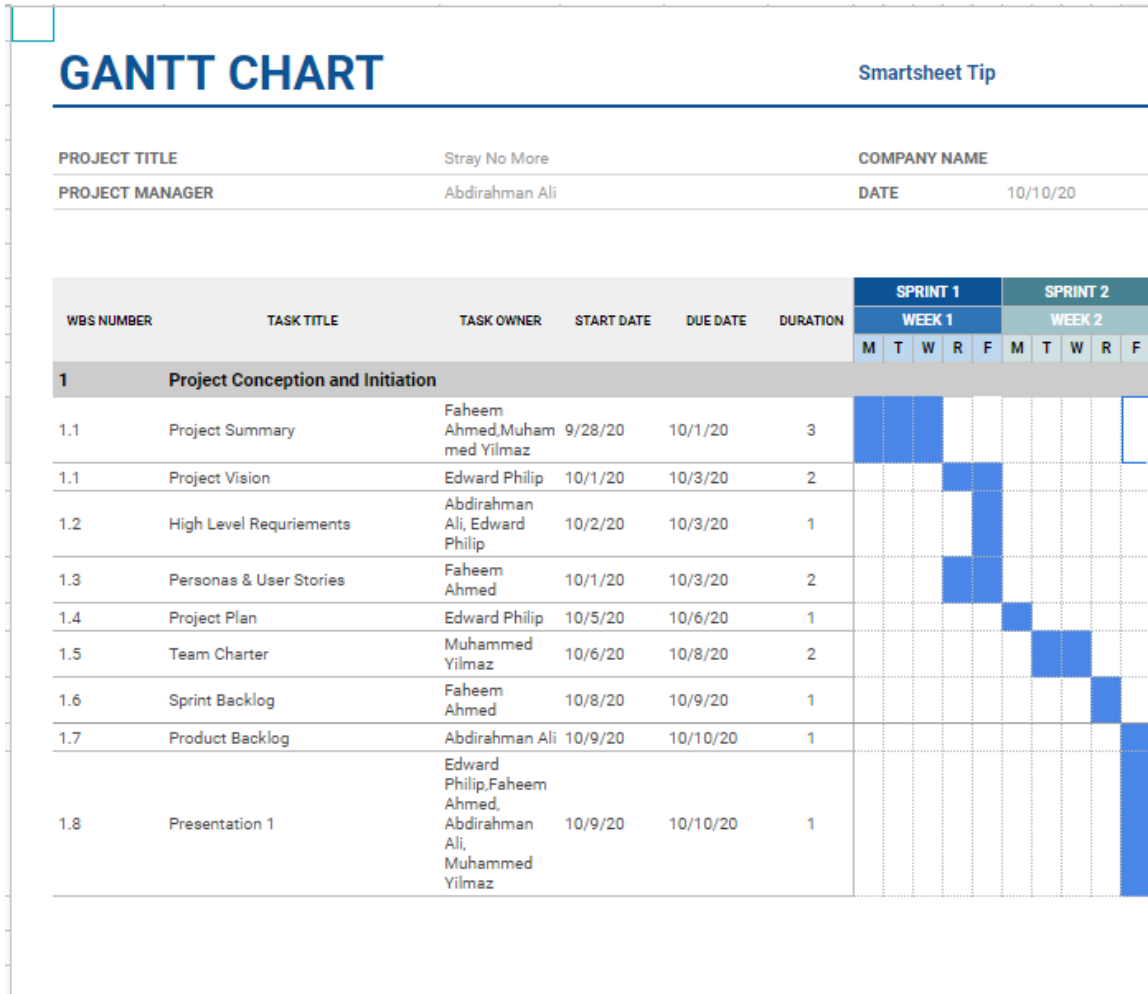 GANTT CHART Smartsheet Tip
PROJECT TITLE Stray No More COMPANY NAME
PROJECT MANAGER Abdirahman Ali DATE 10/10/20
SPRINT 1 SPRINT 2
WBS NUMBER TASK TITLE TASK OWNER START DATE DUE DATE DURATION WEEK 1 WEEK 2
M T W R F M T W R F
1 Project Conception and Initiation
Faheem
1.1 Project Summary Ahmed,Muham 9/28/20 10/1/20 3
med Yilmaz
1.1 Project Vision Edward Philip 10/1/20 10/3/20 2
Abdirahman
1.2 High Level Requriements Ali, Edward 10/2/20 10/3/20 1
Philip
Faheem
1.3 Personas & User Stories 10/1/20 10/3/20 2
Ahmed
1.4 Project Plan Edward Philip 10/5/20 10/6/20 1
Muhammed
1.5 Team Charter 10/6/20 10/8/20 2
Yilmaz
Faheem
1.6 Sprint Backlog 10/8/20 10/9/20 1
Ahmed
1.7 Product Backlog Abdirahman Ali 10/9/20 10/10/20 1
Edward
Philip,Faheem
Ahmed,
1.8 Presentation 1 Abdirahman 10/9/20 10/10/20 1
Ali,
Muhammed
Yilmaz